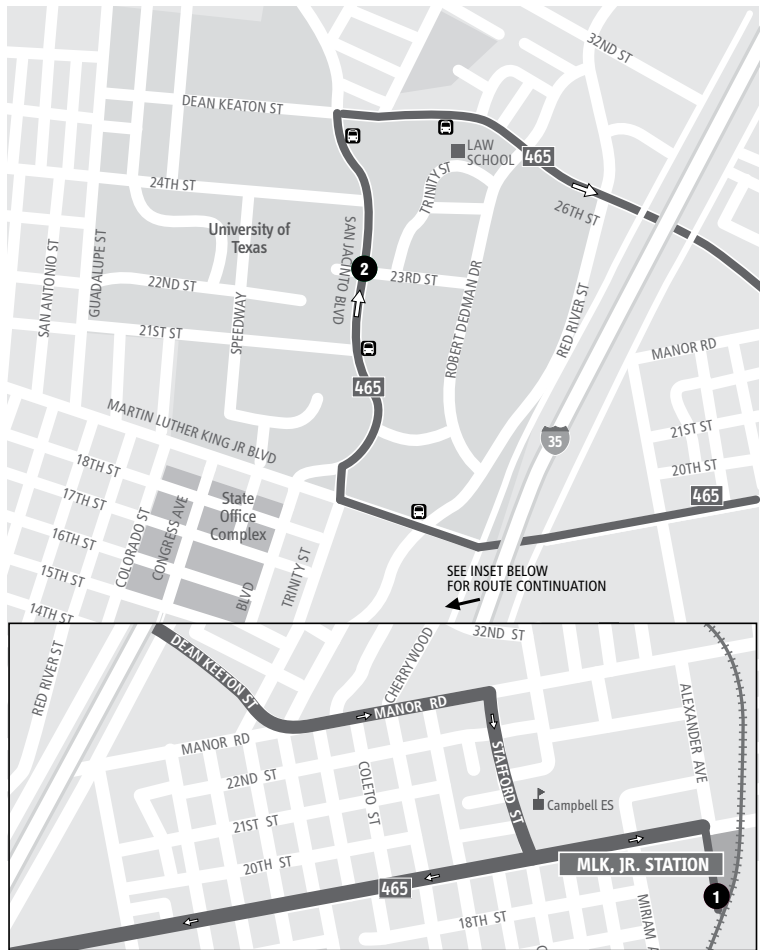 32ND ST
DEAN KEATON ST
LAW
SCHOOL
465
TRINITY ST
24TH ST
26TH ST
University of
Texas
SAN JACINTO BLVD
2
SAN ANTONIO ST
GUADALUPE ST
22ND ST
23RD ST
SPEEDWAY
ROBERT DEDMAN DR
RED RIVER ST
21ST ST
MANOR RD
465
MARTIN LUTHER KING JR BLVD
35
21ST ST
20TH ST
18TH ST
465
17TH ST
State
Office
Complex
COLORADO ST
CONGRESS AVE
16TH ST
15TH ST
BLVD
TRINITY ST
14TH ST
SEE INSET BELOW
FOR ROUTE CONTINUATION
RED RIVER ST
DEAN KEETON ST
CHERRYWOOD
32ND ST
MANOR RD
ALEXANDER AVE
MANOR RD
STAFFORD ST
22ND ST
COLETO ST
Campbell ES
21ST ST
20TH ST
MLK, JR. STATION
465
1
MIRIAM A
18TH ST
C